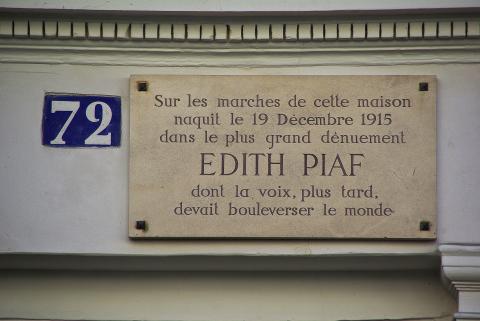 72
Sur les marches de cette maison
naquit le 19 Décembre 1915
dans le plus grand dénuement
EDITH PIAF
dont la voix, plus tard,
devait bouleverser le monde